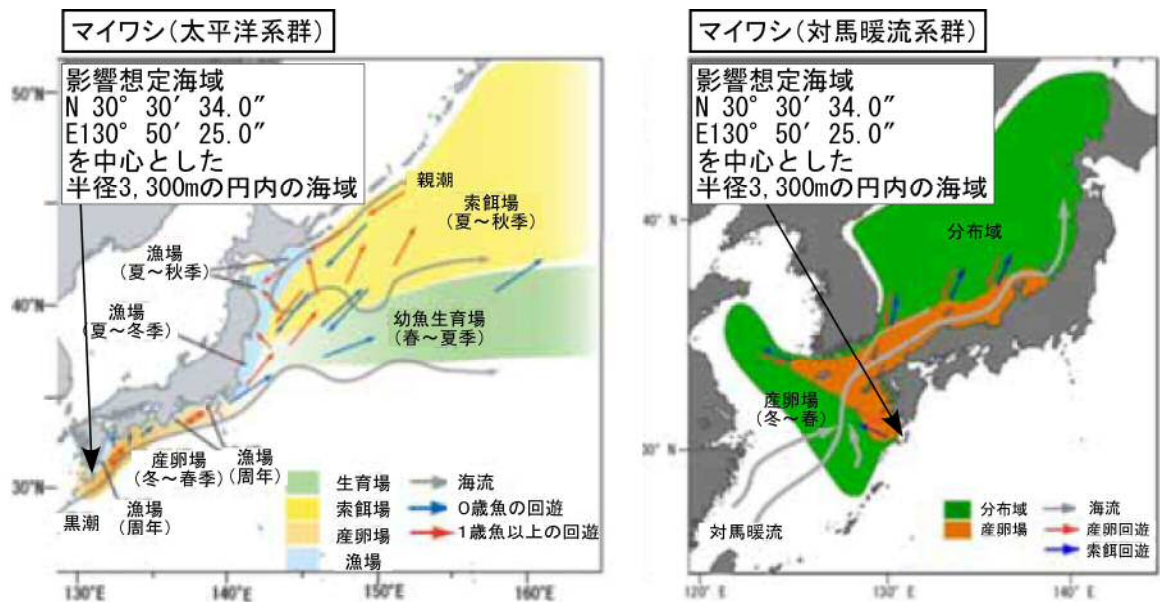 マイワシ(太平洋系群)
影響想定海域
N 30° 30′ 34.0″
E130° 50′ 25.0″
を中心とした
半径3,300mの円内の海域
50°N
40°N
30°N
親潮
索餌場
(夏～秋季)
漁場
(夏～秋季)
漁場
(夏～冬季)
幼魚生育場
(春～夏季)
産卵場
(冬～春季)
漁場
(周年)
漁場
(周年)
黒潮
生育場
索餌場
産卵場
漁場
海流
0歳魚の回遊
1歳魚以上の回遊
130°E
140°E
150°E
160°E
マイワシ(対馬暖流系群)
影響想定海域
N 30° 30′ 34.0″
E130° 50′ 25.0″
を中心とした
半径3,300mの円内の海域
40° N
30° N
分布域
産卵場
(冬～春)
対馬暖流
分布域
産卵場
海流
産卵回遊
索餌回遊
120° E
130° E
140° E